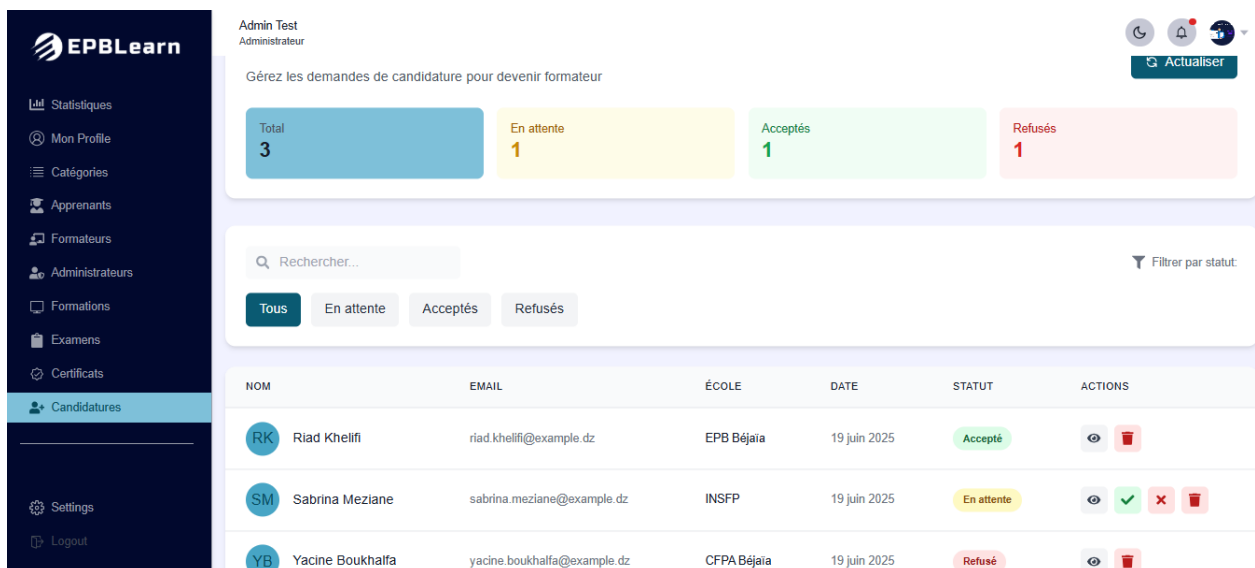 EPBLearn
Statistiques
Mon Profile
Catégories
Apprenants
Formateurs
Administrateurs
Formations
Examens
Certificats
Candidatures
Settings
Logout
Admin Test
Administrateur
Gérez les demandes de candidature pour devenir formateur
Actualiser
Total
3
En attente
1
Acceptés
1
Refusés
1
Rechercher...
Filtrer par statut:
Tous En attente Acceptés Refusés
NOM EMAIL ÉCOLE DATE STATUT ACTIONS
RK Riad Khelifi riad.khelifi@example.dz EPB Béjaïa 19 juin 2025 Accepté
SM Sabrina Meziane sabrina.meziane@example.dz INSFP 19 juin 2025 En attente
YB Yacine Boukhalfa yacine.boukhalfa@example.dz CFPA Béjaïa 19 juin 2025 Refusé